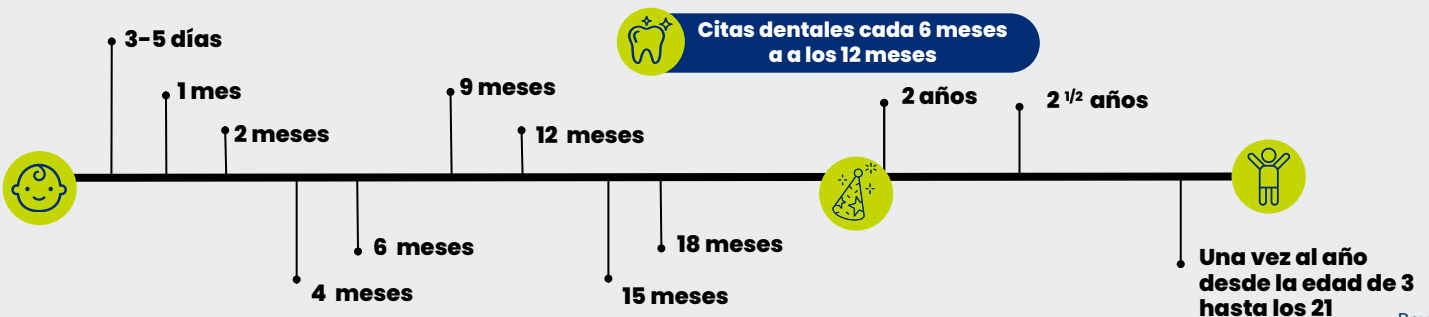 3-5 días
1 mes
2 meses
4 meses
6 meses
9 meses
12 meses
15 meses
18 meses
Citas dentales cada 6 meses
a a los 12 meses
2 años
2 1/2 años
Una vez al año
desde la edad de 3
hasta los 21